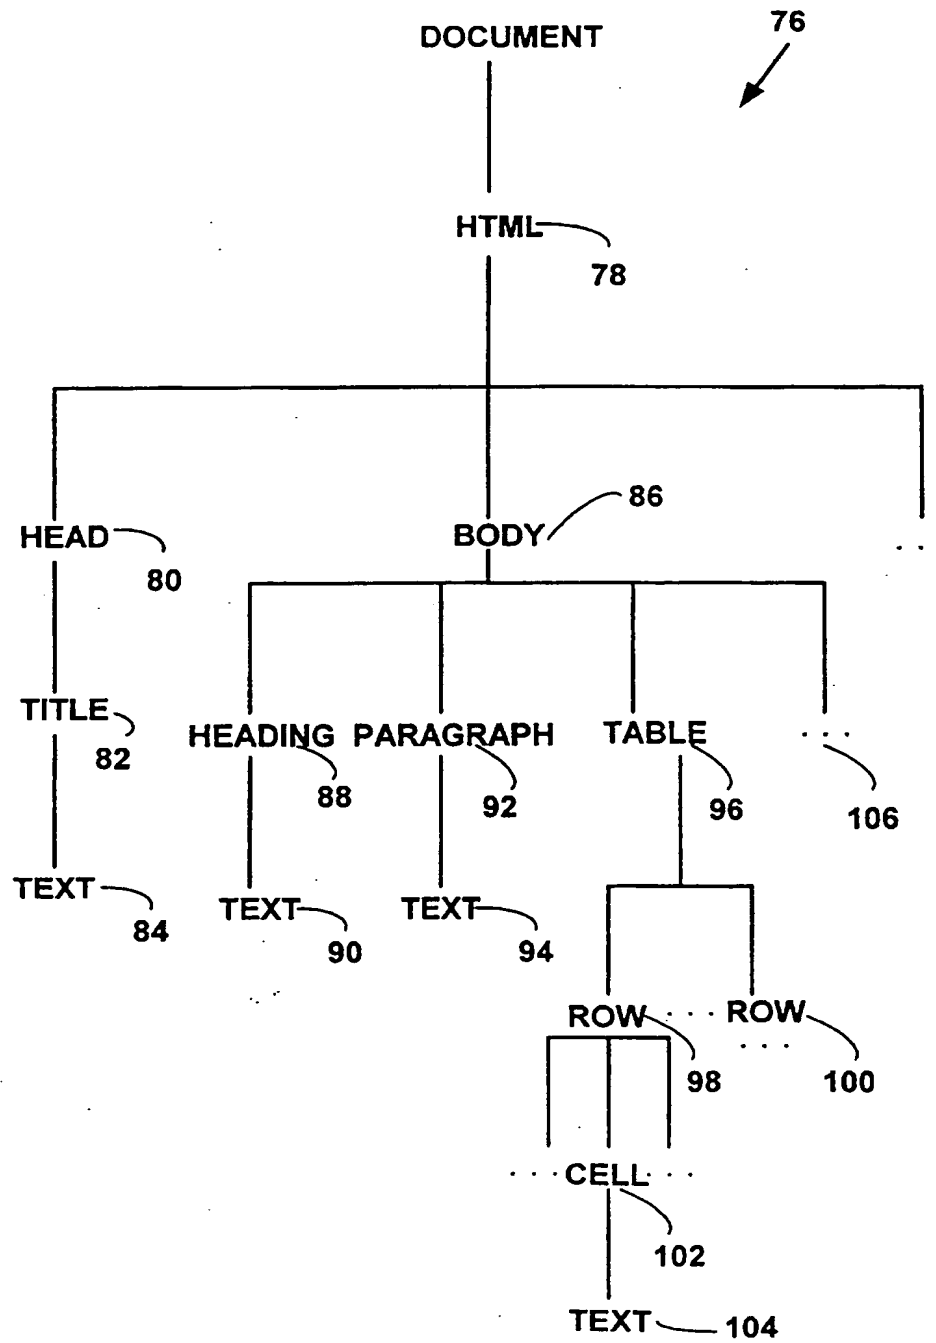 DOCUMENT
76
HTML
78
HEAD
80
BODY
86
. .
TITLE
82
HEADING
88
PARAGRAPH
92
TABLE
96
. . .
106
TEXT
84
TEXT
90
TEXT
94
ROW
98
. . .
ROW
100
. . .
. . .
CELL
. . .
102
TEXT
104